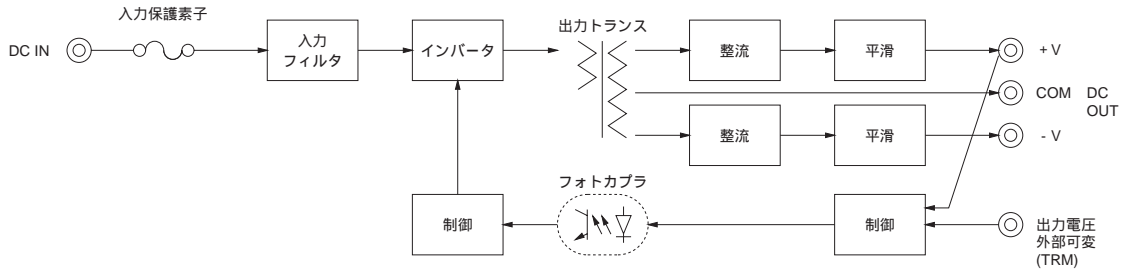 入力保護素子
DC IN
入力
フィルタ
インバータ
出力トランス
整流
平滑
+ V
COM
DC
OUT
整流
平滑
- V
制御
フォトカプラ
制御
出力電圧
外部可変
(TRM)